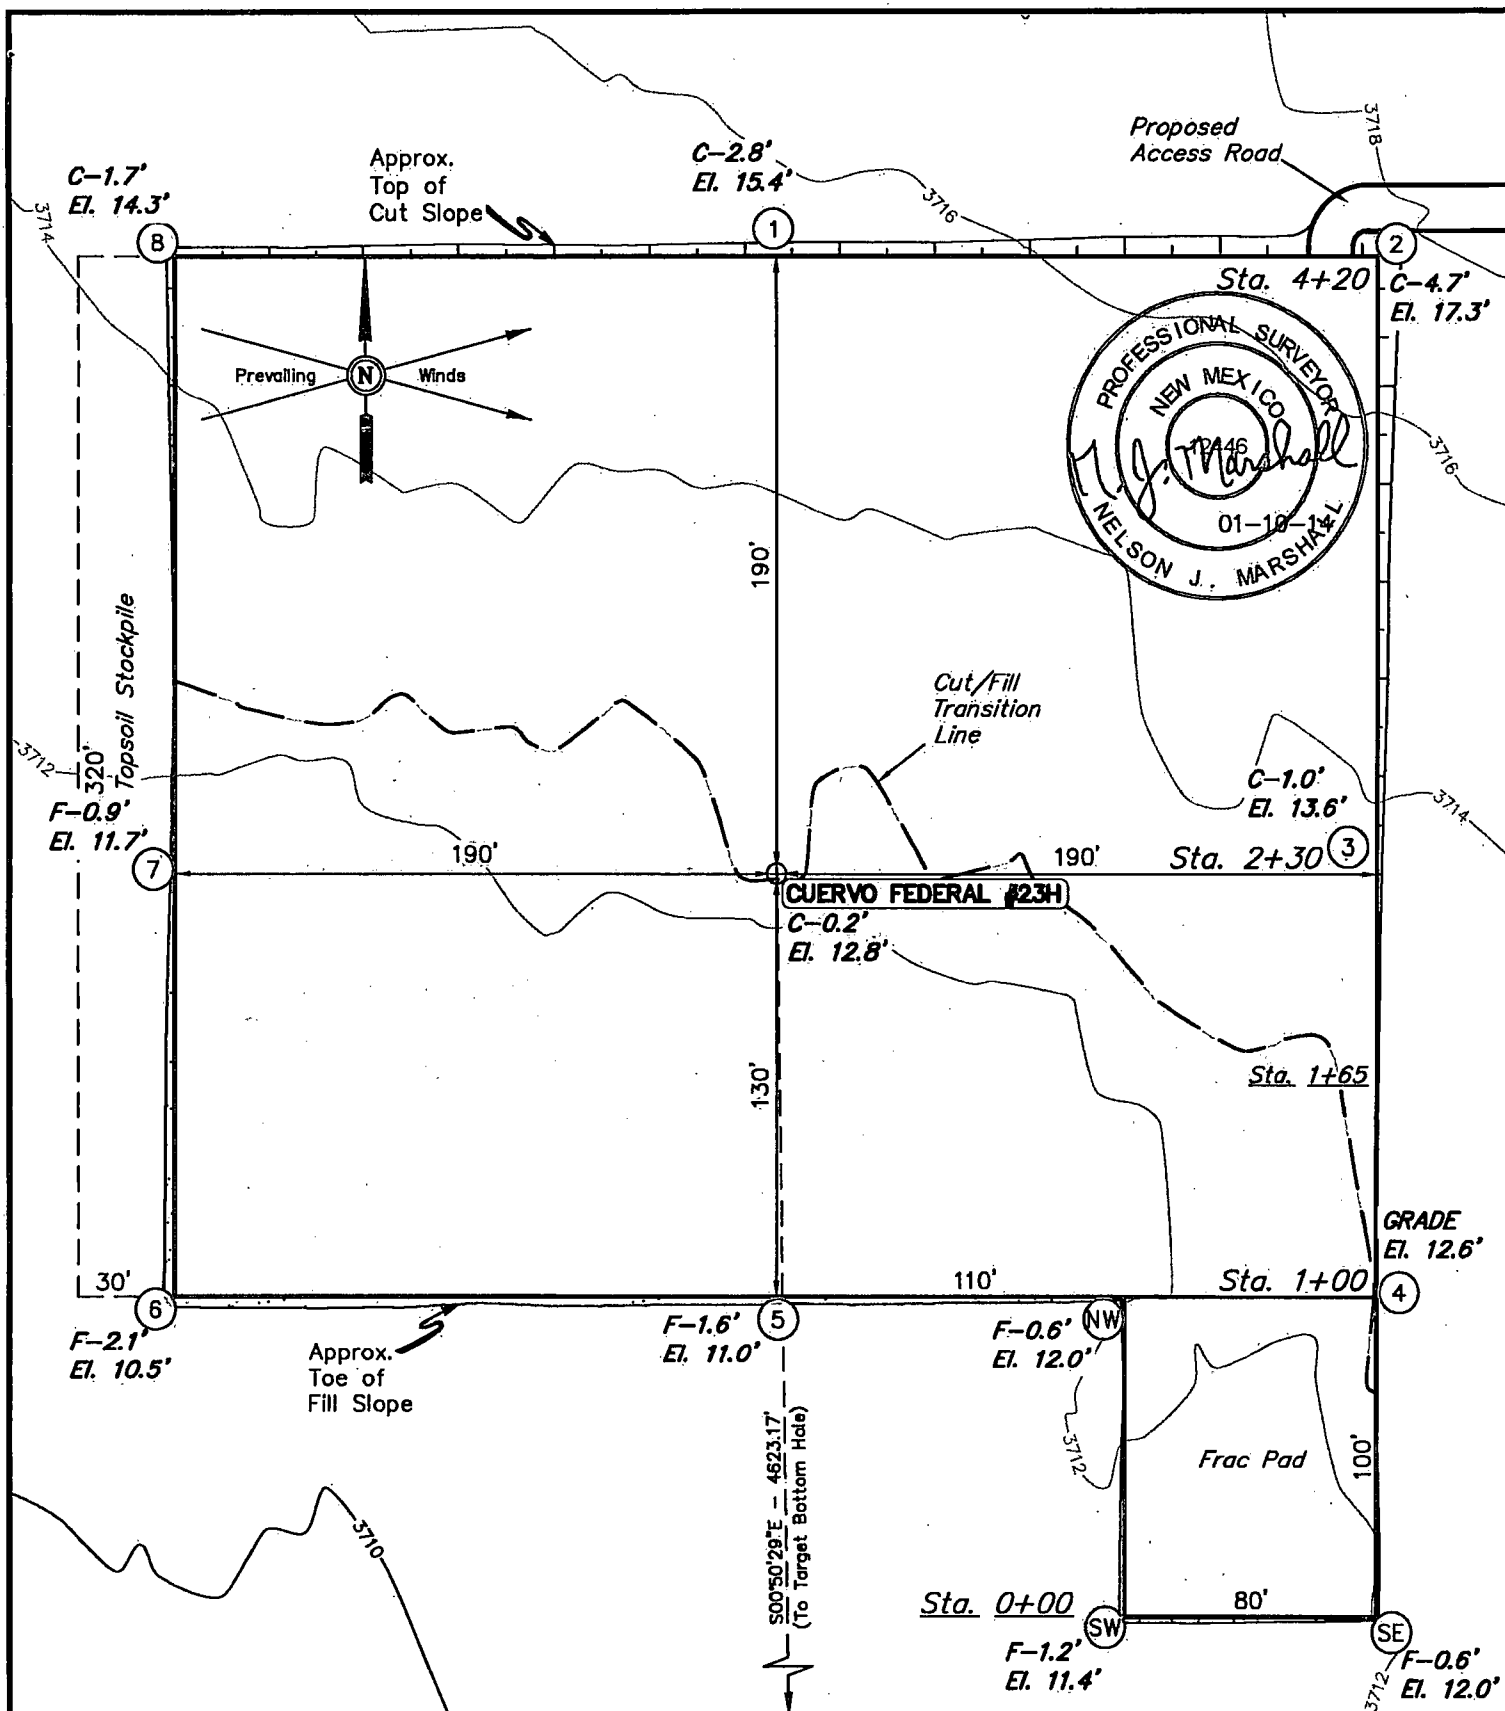 Proposed
Access Road
3718
C-1.7'
El. 14.3'
Approx.
Top of
Cut Slope
C-2.8'
El. 15.4'
3716
3714
8
1
2
Sta. 4+20
C-4.7'
El. 17.3'
Prevailing
N
Winds
PROFESSIONAL SURVEYOR
NEW MEXICO
12446
N. J. Marshall
01-10-14
NELSON J. MARSHALL
3716
190'
Topsoil Stockpile
320'
3712
Cut/Fill
Transition
Line
C-1.0'
El. 13.6'
3714
F-0.9'
El. 11.7'
7
190'
190'
Sta. 2+30
3
CUERVO FEDERAL #23H
C-0.2'
El. 12.8'
130'
Sta. 1+65
GRADE
El. 12.6'
30'
110'
Sta. 1+00
4
6
5
NW
F-2.1'
El. 10.5'
Approx.
Toe of
Fill Slope
F-1.6'
El. 11.0'
F-0.6'
El. 12.0'
3712
Frac Pad
100'
S00°50'29"E - 4623.17'
(To Target Bottom Hole)
3710
Sta. 0+00
80'
SW
SE
F-1.2'
El. 11.4'
3712
F-0.6'
El. 12.0'